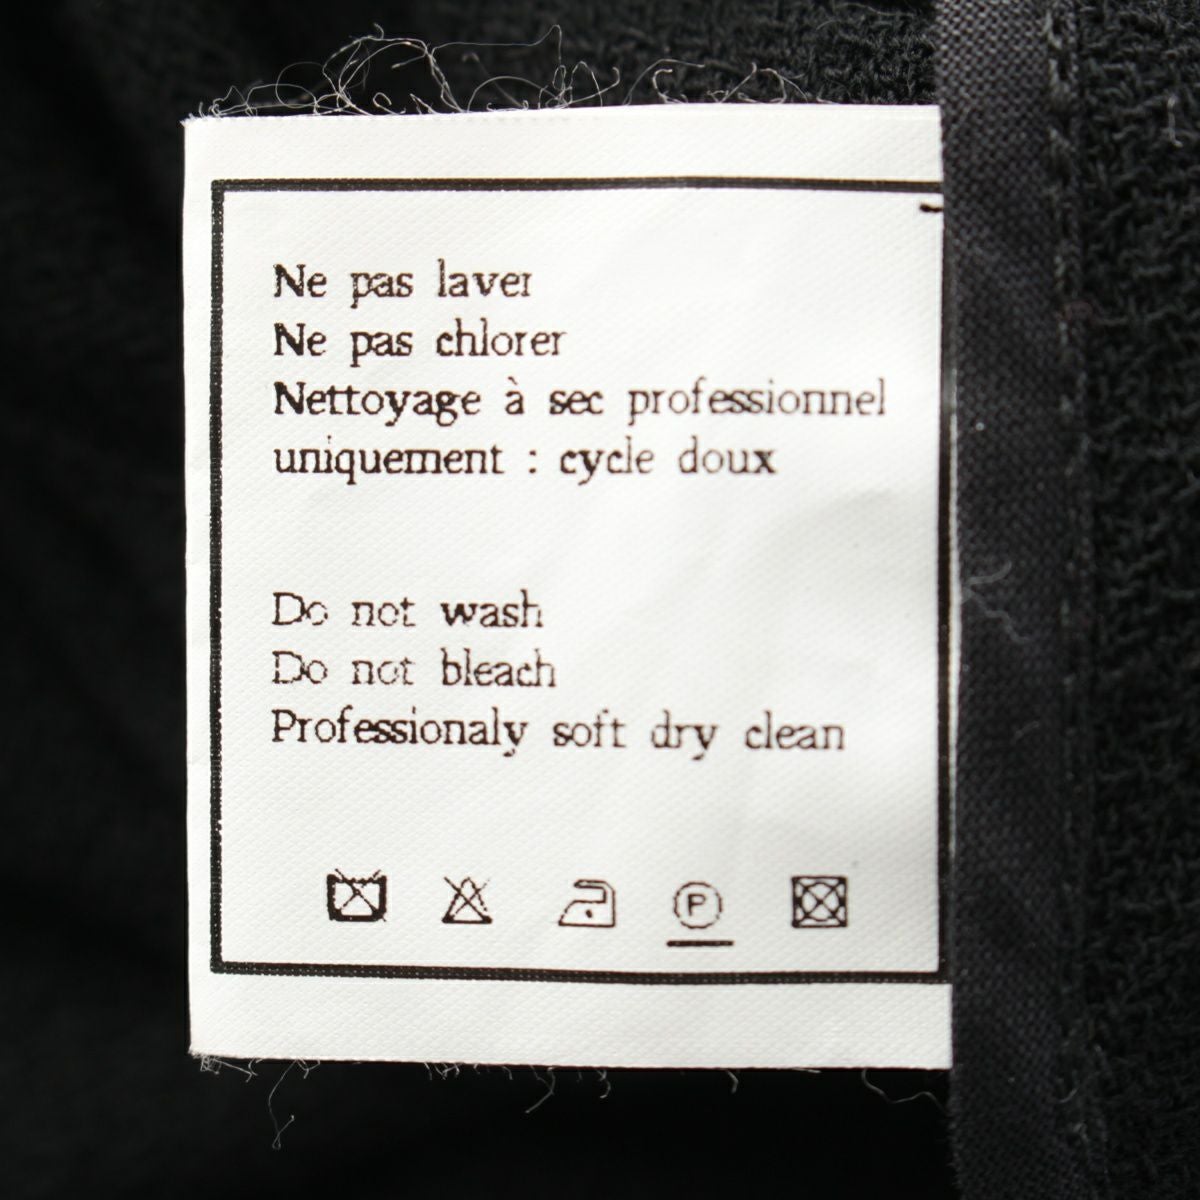 Ne pas laver
Ne pas chlorer
Nettoyage à sec professionnel
uniquement : cycle doux
Do not wash
Do not bleach
Professionaly soft dry clean
P